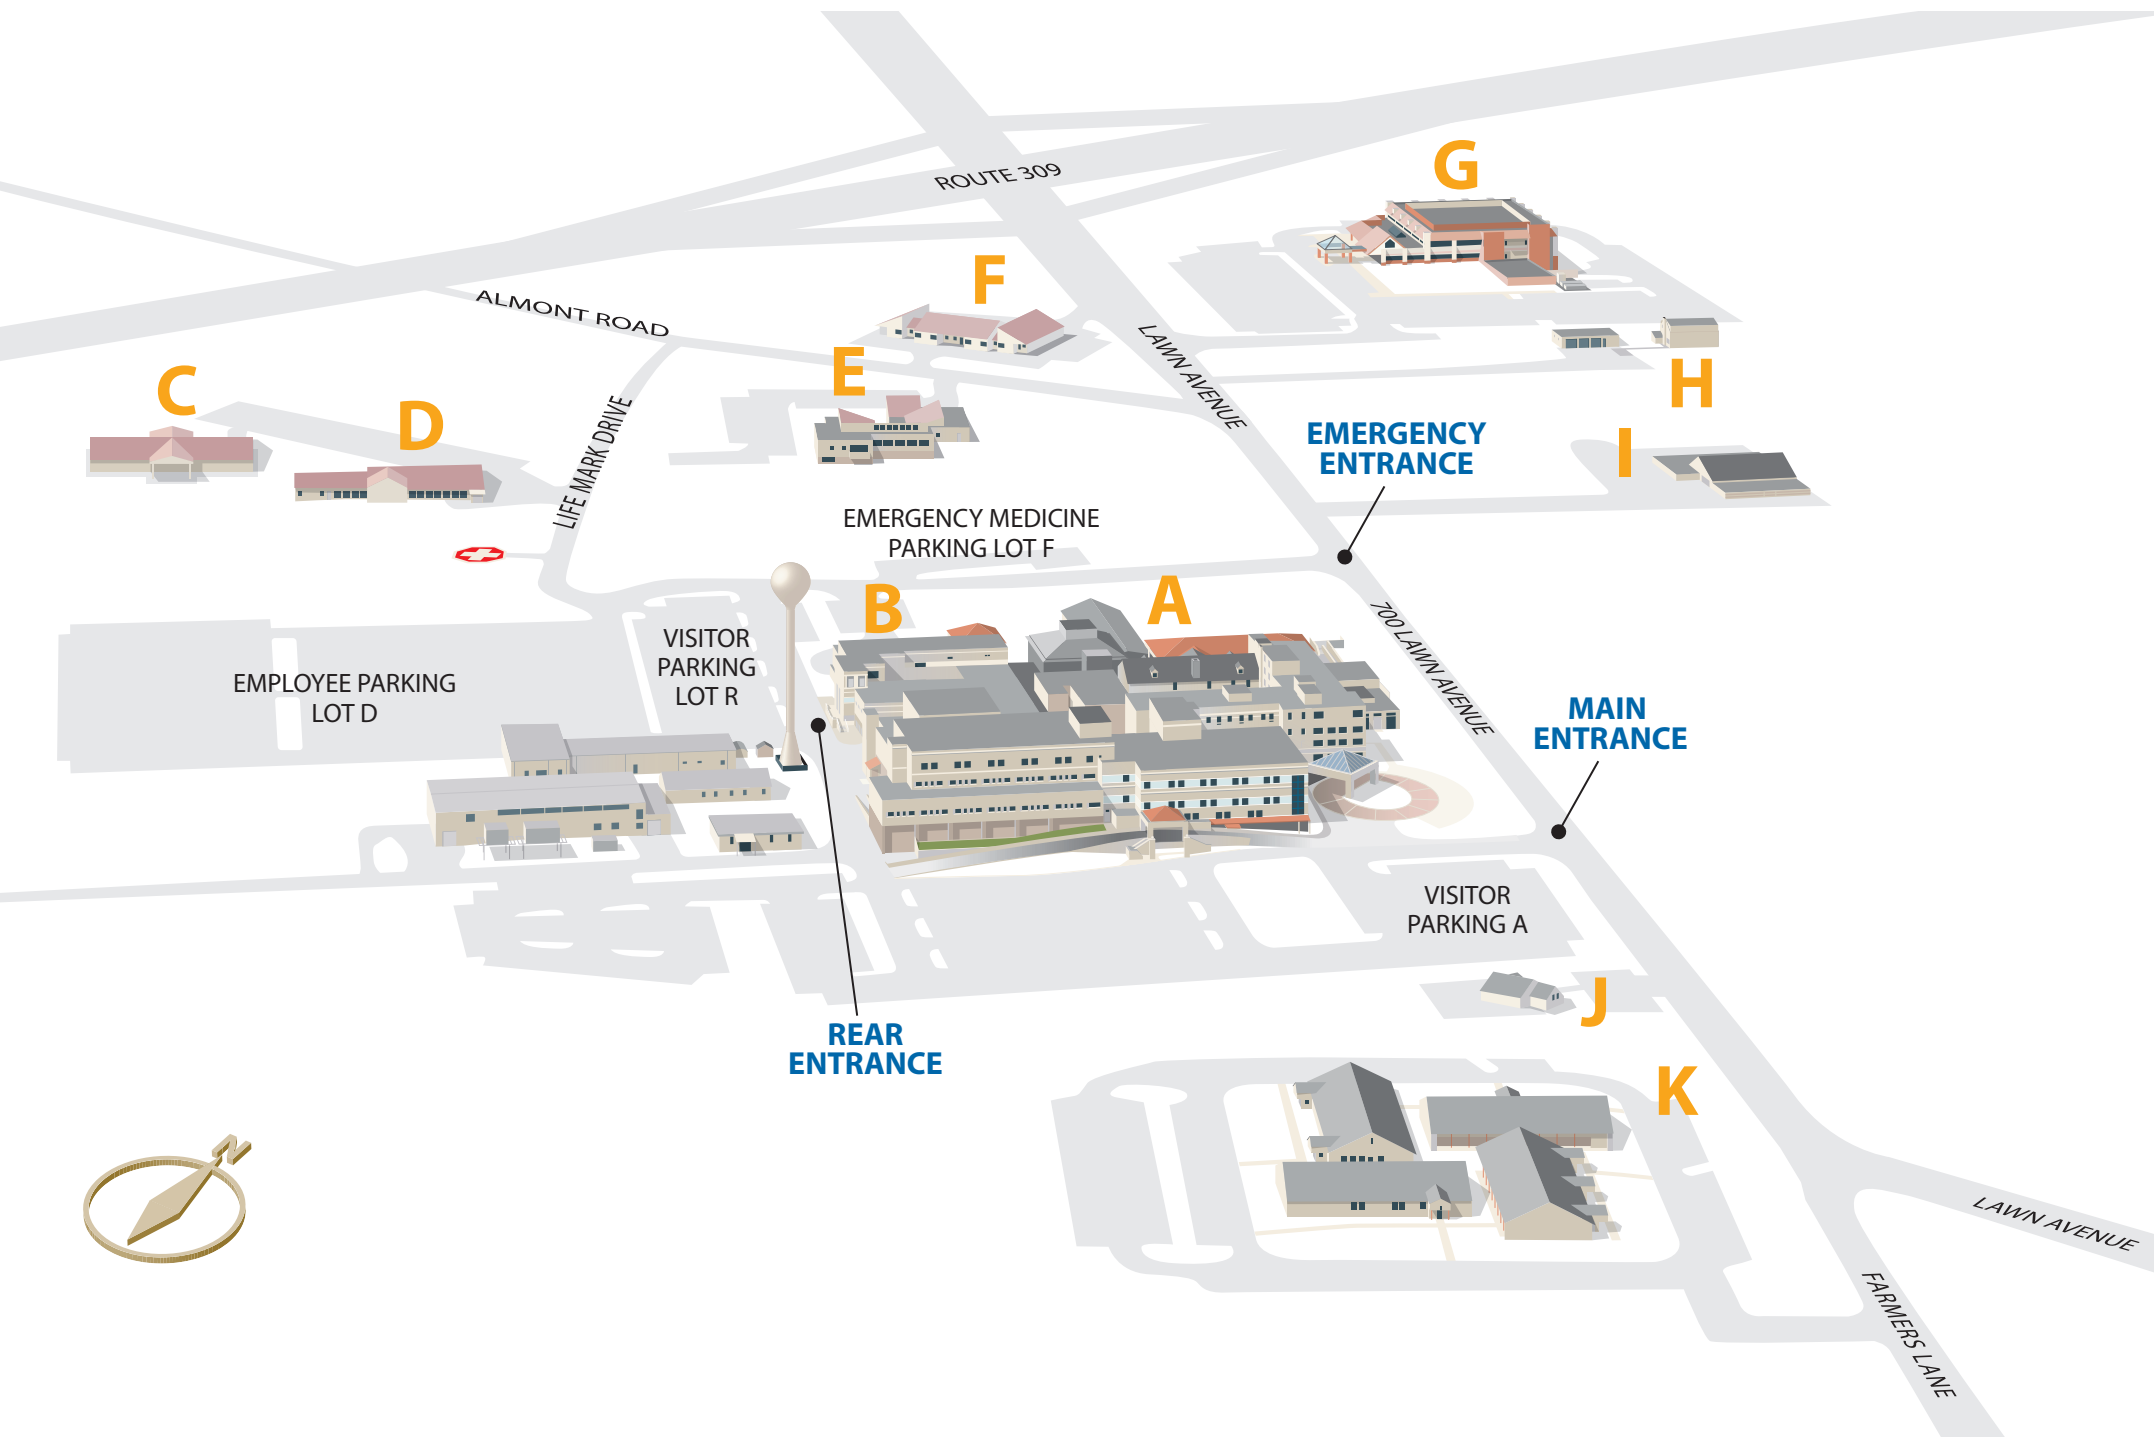 ROUTE 309
G
F
ALMONT ROAD
LAWN AVENUE
E
C
D
H
LIFE MARK DRIVE
EMERGENCY
ENTRANCE
I
EMERGENCY MEDICINE
PARKING LOT F
B
A
700 LAWN AVENUE
VISITOR
PARKING
LOT R
EMPLOYEE PARKING
LOT D
MAIN
ENTRANCE
VISITOR
PARKING A
J
REAR
ENTRANCE
K
N
LAWN AVENUE
FARMERS LANE